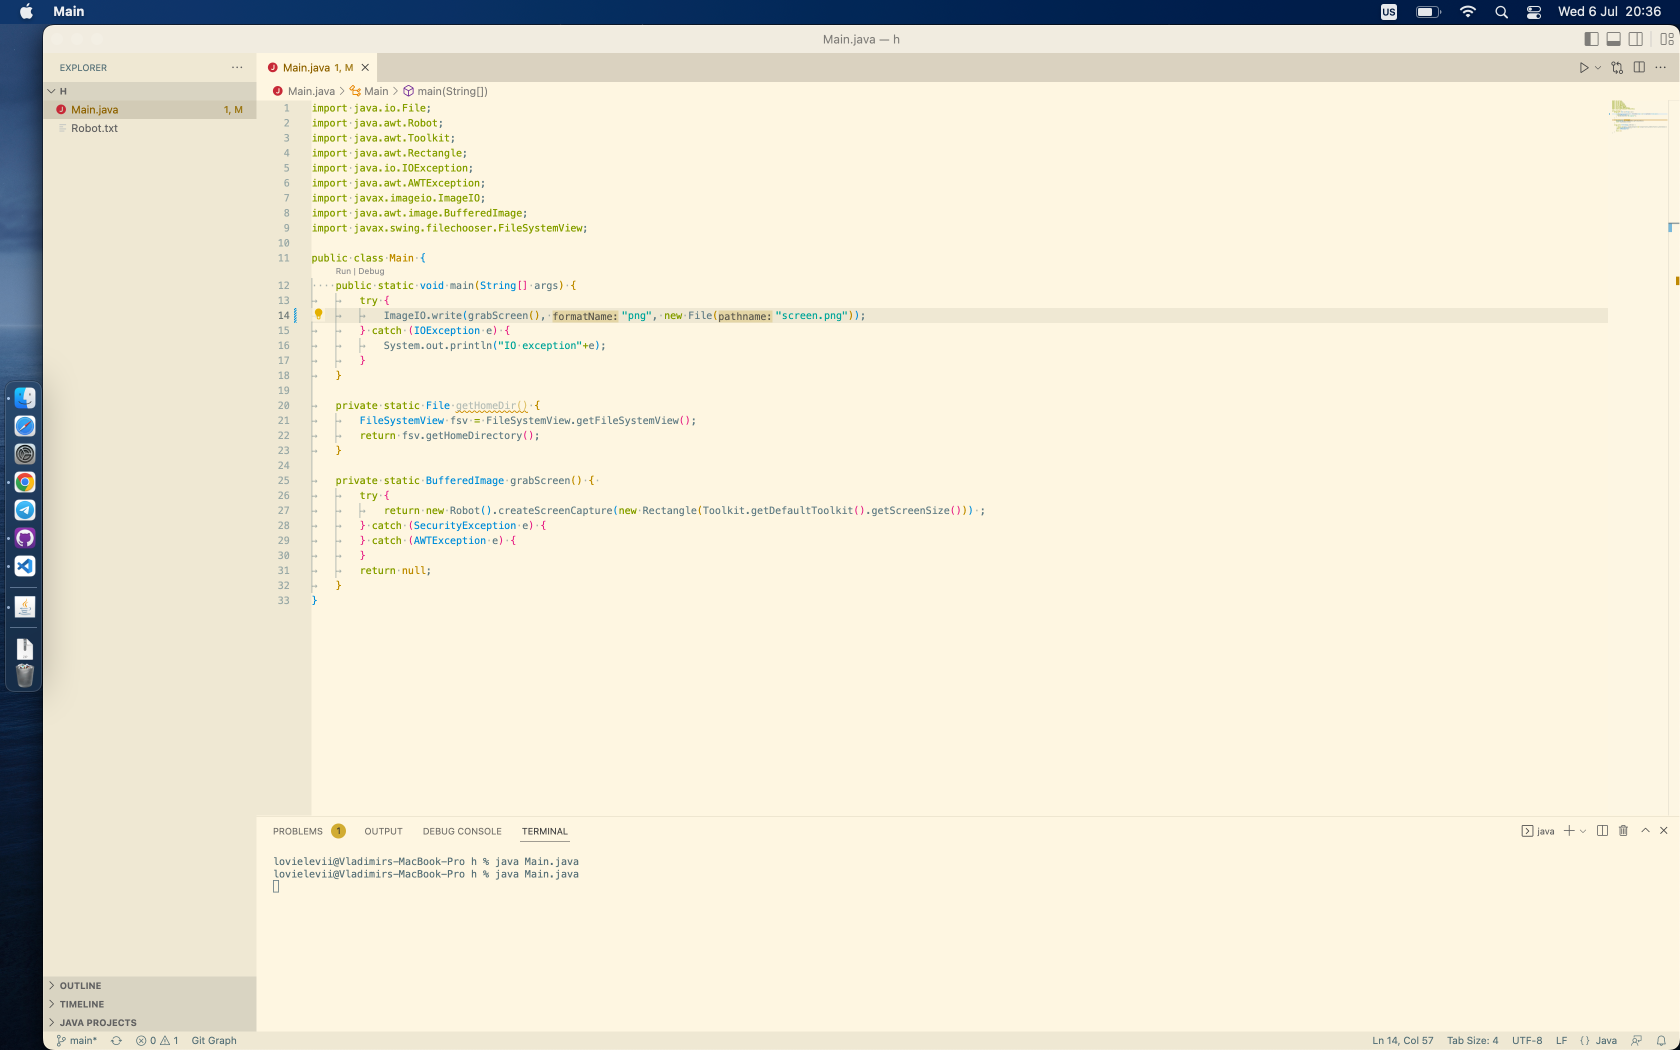 Main
US
Wed 6 Jul 20:36
Main.java — h
EXPLORER
Main.java 1, M
H
Main.java > Main > main(String[])
Main.java 1, M
Robot.txt
1 import java.io.File;
2 import java.awt.Robot;
3 import java.awt.Toolkit;
4 import java.awt.Rectangle;
5 import java.io.IOException;
6 import java.awt.AWTException;
7 import javax.imageio.ImageIO;
8 import java.awt.image.BufferedImage;
9 import javax.swing.filechooser.FileSystemView;
10
11 public class Main {
Run | Debug
12 public static void main(String[] args) {
13 try {
14 ImageIO.write(grabScreen(), formatName: "png", new File(pathname: "screen.png"));
15 } catch (IOException e) {
16 System.out.println("IO exception"+e);
17 }
18 }
19
20 private static File getHomeDir() {
21 FileSystemView fsv = FileSystemView.getFileSystemView();
22 return fsv.getHomeDirectory();
23 }
24
25 private static BufferedImage grabScreen() {
26 try {
27 return new Robot().createScreenCapture(new Rectangle(Toolkit.getDefaultToolkit().getScreenSize())) ;
28 } catch (SecurityException e) {
29 } catch (AWTException e) {
30 }
31 return null;
32 }
33 }
PROBLEMS 1 OUTPUT DEBUG CONSOLE TERMINAL
java
lovielevii@Vladimirs-MacBook-Pro h % java Main.java
lovielevii@Vladimirs-MacBook-Pro h % java Main.java
OUTLINE
TIMELINE
JAVA PROJECTS
main* 0 1 Git Graph
Ln 14, Col 57 Tab Size: 4 UTF-8 LF {} Java